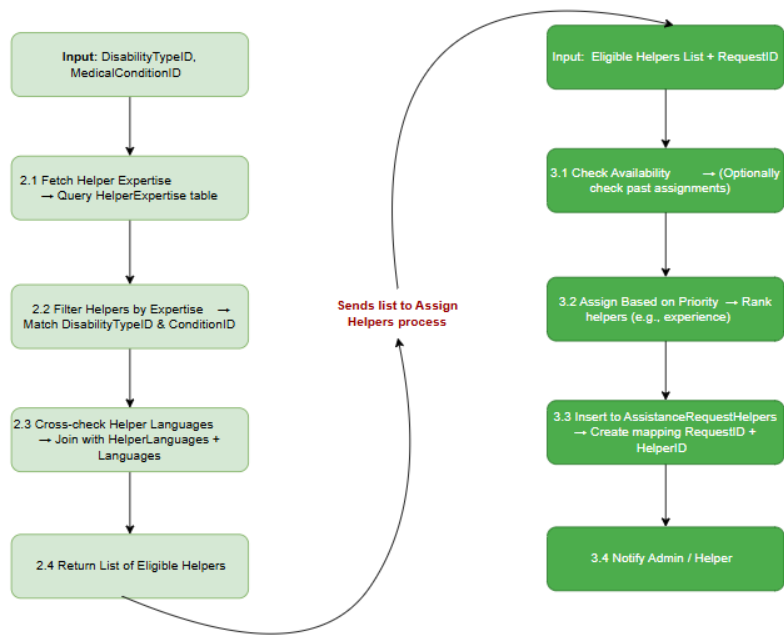 Input: DisabilityTypeID,
MedicalConditionID
2.1 Fetch Helper Expertise
→ Query HelperExpertise table
2.2 Filter Helpers by Expertise →
Match DisabilityTypeID & ConditionID
2.3 Cross-check Helper Languages
→ Join with HelperLanguages +
Languages
2.4 Return List of Eligible Helpers
Sends list to Assign
Helpers process
Input: Eligible Helpers List + RequestID
3.1 Check Availability → (Optionally
check past assignments)
3.2 Assign Based on Priority → Rank
helpers (e.g., experience)
3.3 Insert to AssistanceRequestHelpers
→ Create mapping RequestID +
HelperID
3.4 Notify Admin / Helper